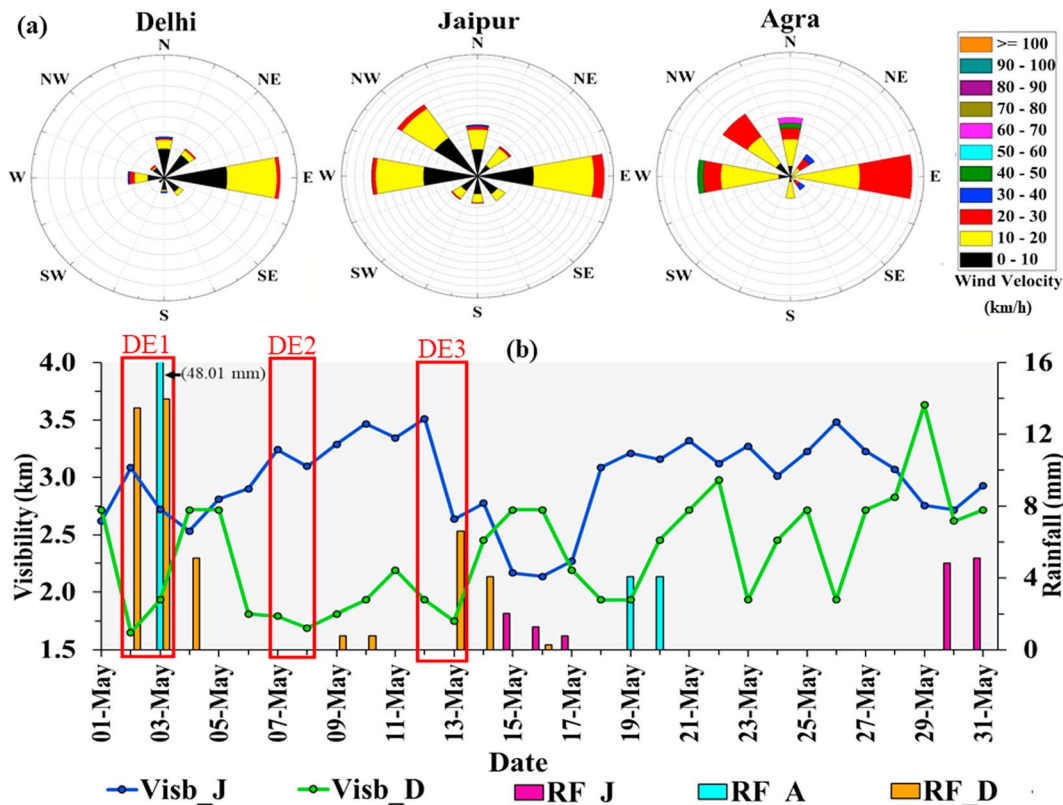 (a)
Delhi
Jaipur
Agra
N
NE
E
SE
S
SW
W
NW
N
NE
E
SE
S
SW
W
NW
N
NE
E
SE
S
SW
W
NW
>= 100
90 - 100
80 - 90
70 - 80
60 - 70
50 - 60
40 - 50
30 - 40
20 - 30
10 - 20
0 - 10
Wind Velocity
(km/h)
(b)
DE1
DE2
DE3
(48.01 mm)
Visibility (km)
4.0
3.5
3.0
2.5
2.0
1.5
Rainfall (mm)
16
12
8
4
0
01-May
03-May
05-May
07-May
09-May
11-May
13-May
15-May
17-May
19-May
21-May
23-May
25-May
27-May
29-May
31-May
Date
Visb_J
Visb_D
RF_J
RF_A
RF_D